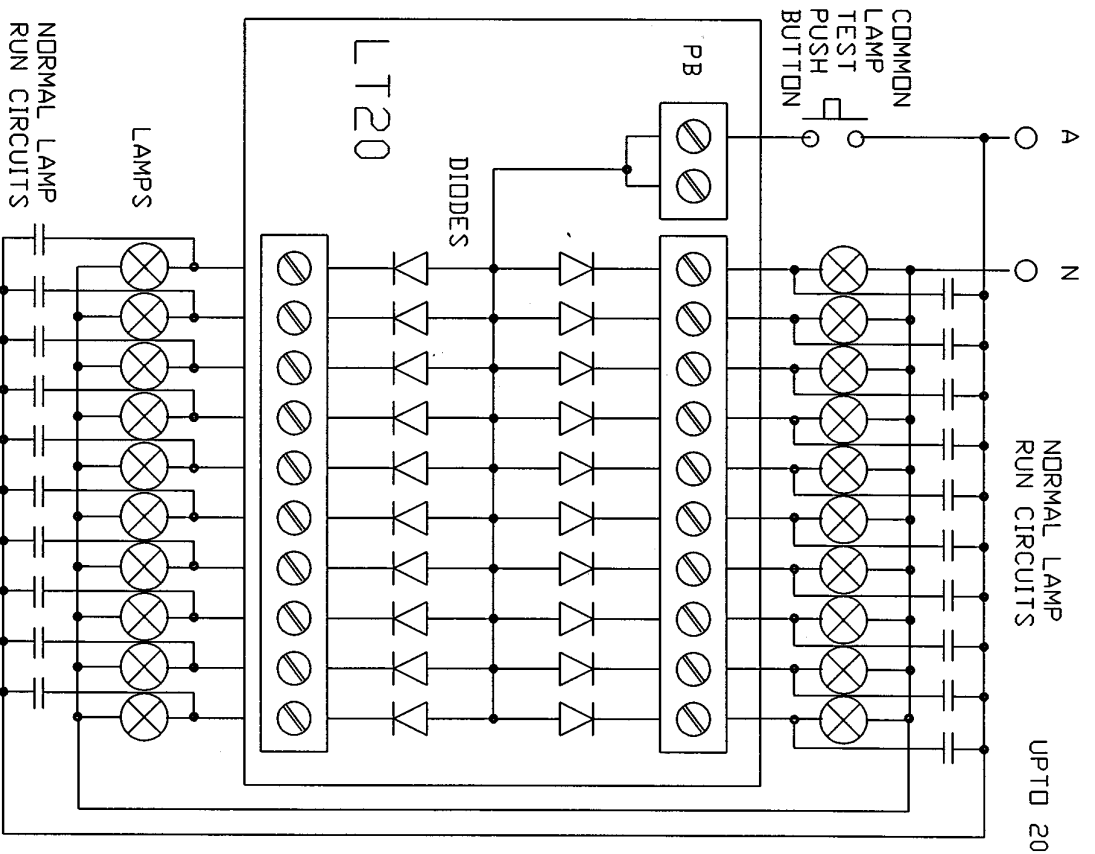 A
N
NORMAL LAMP
RUN CIRCUITS
UPTO 20
COMMON
LAMP
TEST
PUSH
BUTTON
PB
DIODES
LT20
LAMPS
NORMAL LAMP
RUN CIRCUITS